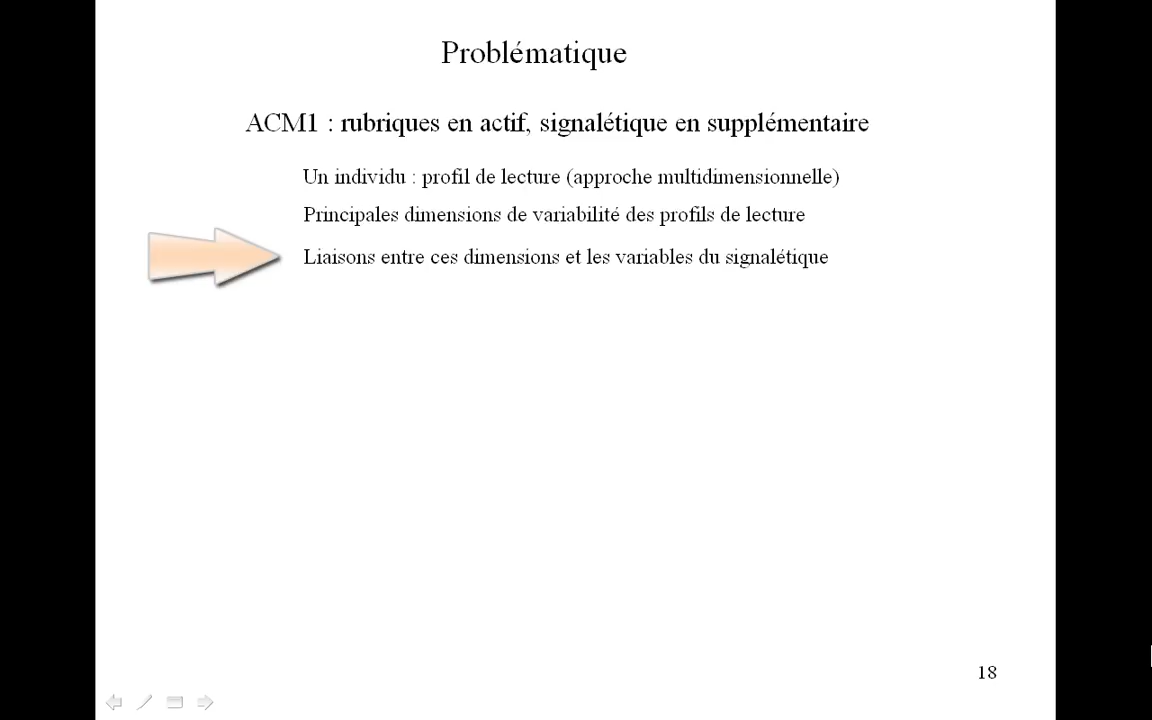 Problématique
ACM1 : rubriques en actif, signalétique en supplémentaire
Un individu : profil de lecture (approche multidimensionnelle)
Principales dimensions de variabilité des profils de lecture
Liaisons entre ces dimensions et les variables du signalétique
18